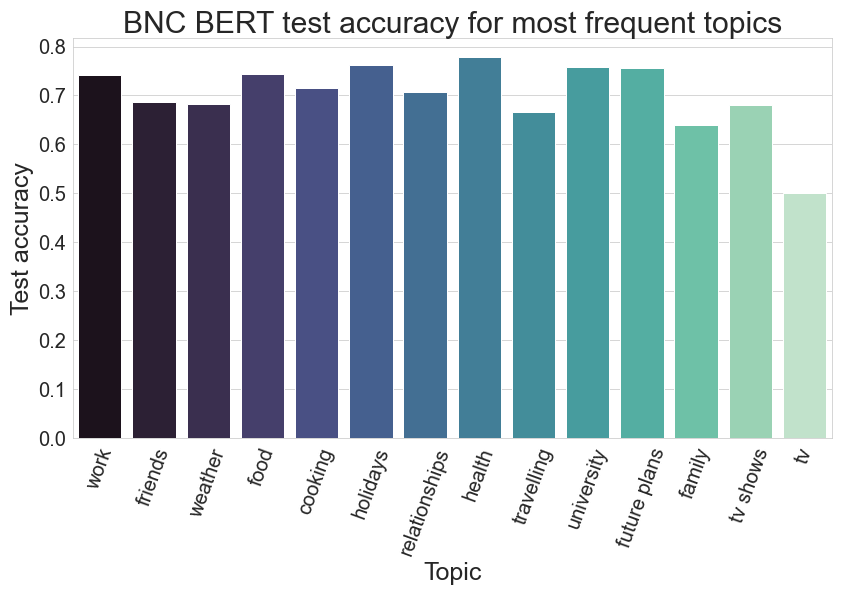 BNC BERT test accuracy for most frequent topics
0.8
0.7
0.6
0.5
0.4
0.3
0.2
0.1
0.0
Test accuracy
work
friends
weather
food
cooking
holidays
relationships
health
travelling
university
future plans
family
tv shows
tv
Topic